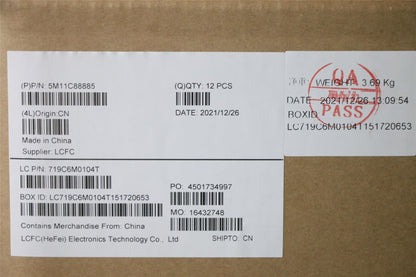 (P)P/N: 5M11C88885
(Q)QTY: 12 PCS
(4L)Origin:CN
DATE: 2021/12/26
Made in China
Supplier: LCFC
LC P/N: 719C6M0104T
PO: 4501734997
BOX ID: LC719C6M0104T151720653
MO: 16432748
Contains Merchandise From: China
LCFC(HeFei) Electronics Technology Co., Ltd
SHIPTO: CN
净重: WEIGHT: 3.69 Kg
DATE: 2021/12/26 13:09:54
BOXID:
LC719C6M0104T151720653
QA
PASS